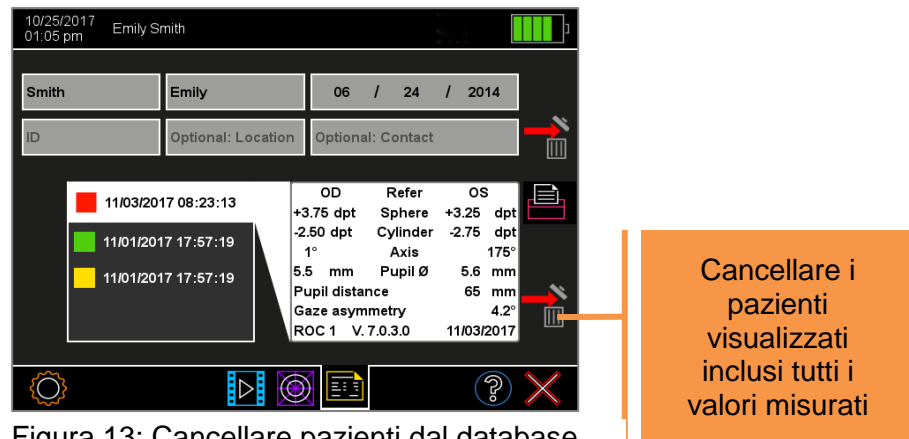 10/25/2017
01:05 pm
Emily Smith
Smith
Emily
06 / 24 / 2014
ID
Optional: Location
Optional: Contact
11/03/2017 08:23:13
11/01/2017 17:57:19
11/01/2017 17:57:19
OD Refer OS
+3.75 dpt Sphere +3.25 dpt
-2.50 dpt Cylinder -2.75 dpt
1° Axis 175°
5.5 mm Pupil Ø 5.6 mm
Pupil distance 65 mm
Gaze asymmetry 4.2°
ROC 1 V. 7.0.3.0 11/03/2017
?
Cancellare i
pazienti
visualizzati
inclusi tutti i
valori misurati
Figura 13: Cancellare pazienti dal database